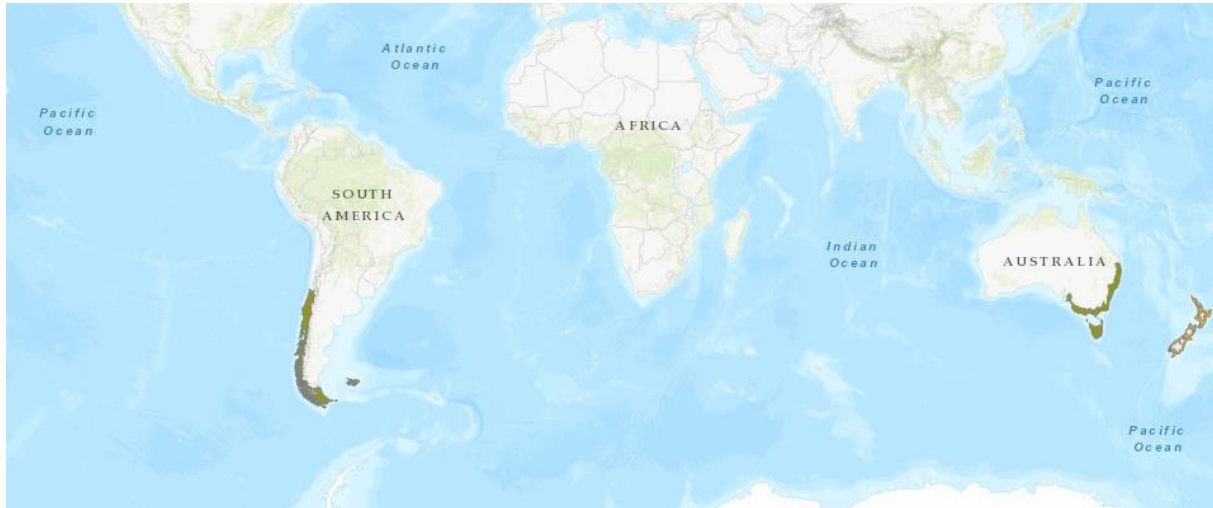 Atlantic
Ocean
Pacific
Ocean
Pacific
Ocean
AFRICA
SOUTH
AMERICA
Indian
Ocean
AUSTRALIA
Pacific
Ocean